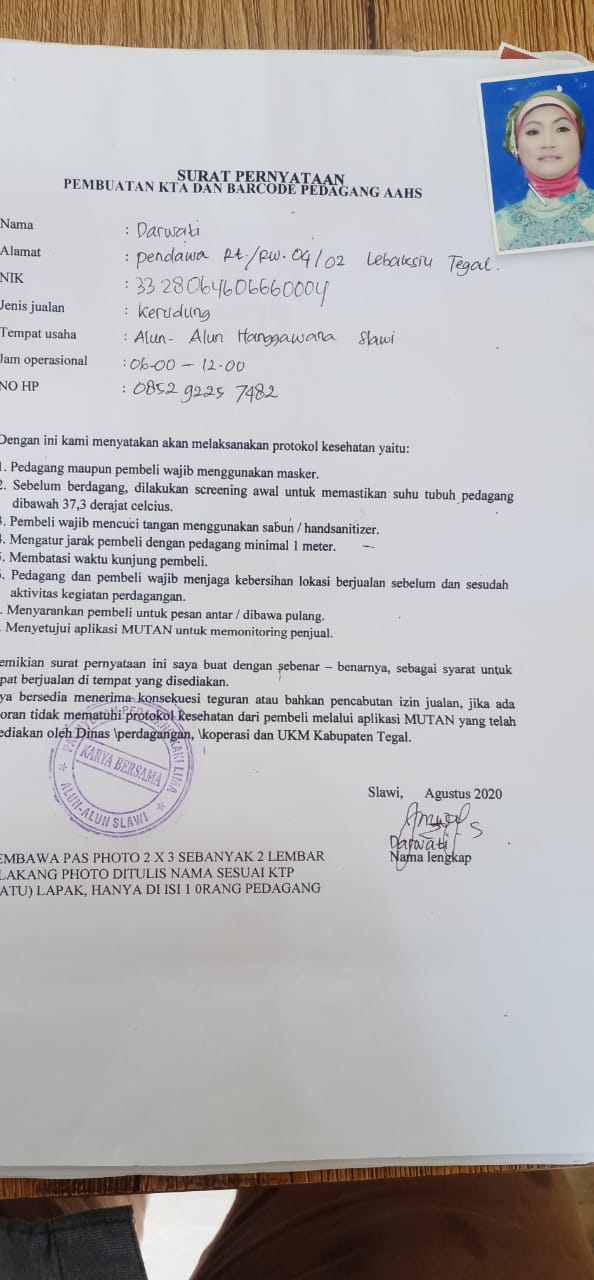 SURAT PERNYATAAN
PEMBUATAN KTA DAN BARCODE PEDAGANG AAHS
Nama : Darwati
Alamat : pendawa Rt./Rw. 04/02 Lebaksiu Tegal.
NIK : 33 28064606660004
Jenis jualan : kerudung
Tempat usaha : Alun- Alun Hanggawana Slawi
Jam operasional : 06-00 – 12.00
NO HP : 0852 9225 7482
Dengan ini kami menyatakan akan melaksanakan protokol kesehatan yaitu:
1. Pedagang maupun pembeli wajib menggunakan masker.
2. Sebelum berdagang, dilakukan screening awal untuk memastikan suhu tubuh pedagang
dibawah 37,3 derajat celcius.
. Pembeli wajib mencuci tangan menggunakan sabun / handsanitizer.
. Mengatur jarak pembeli dengan pedagang minimal 1 meter.
. Membatasi waktu kunjung pembeli.
. Pedagang dan pembeli wajib menjaga kebersihan lokasi berjualan sebelum dan sesudah
aktivitas kegiatan perdagangan.
. Menyarankan pembeli untuk pesan antar / dibawa pulang.
. Menyetujui aplikasi MUTAN untuk memonitoring penjual.
emikian surat pernyataan ini saya buat dengan sebenar – benarnya, sebagai syarat untuk
pat berjualan di tempat yang disediakan.
ya bersedia menerima konsekuesi teguran atau bahkan pencabutan izin jualan, jika ada
oran tidak mematuhi protokol kesehatan dari pembeli melalui aplikasi MUTAN yang telah
ediakan oleh Dinas \perdagangan, \koperasi dan UKM Kabupaten Tegal.
PEDAGANG KAKI LIMA
KARYA BERSAMA
ALUN-ALUN SLAWI
Slawi, Agustus 2020
Darwati
Nama lengkap
EMBAWA PAS PHOTO 2 X 3 SEBANYAK 2 LEMBAR
LAKANG PHOTO DITULIS NAMA SESUAI KTP
ATU) LAPAK, HANYA DI ISI 1 0RANG PEDAGANG